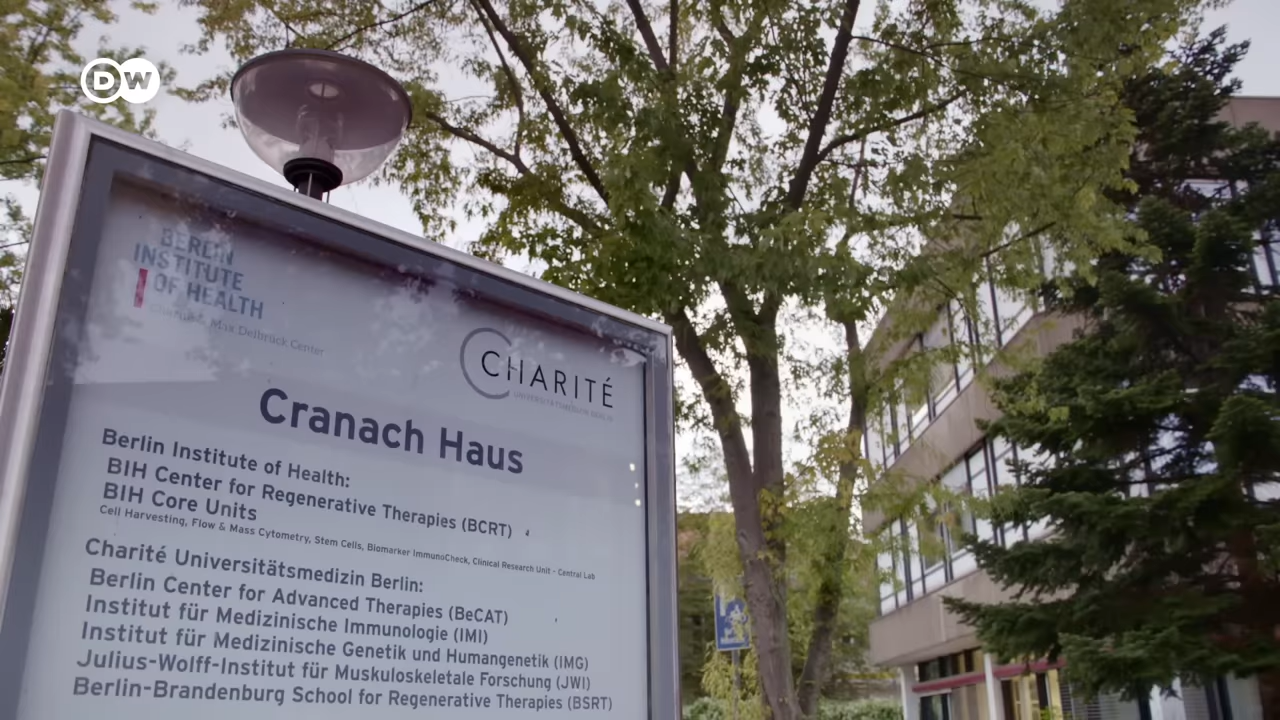 DW
BERLIN
INSTITUTE
OF HEALTH
Charité & Max Delbrück Center
CHARITÉ
UNIVERSITÄTSMEDIZIN BERLIN
Cranach Haus
Berlin Institute of Health:
BIH Center for Regenerative Therapies (BCRT)
BIH Core Units
Cell Harvesting, Flow & Mass Cytometry, Stem Cells, Biomarker ImmunoCheck, Clinical Research Unit - Central Lab
Charité Universitätsmedizin Berlin:
Berlin Center for Advanced Therapies (BeCAT)
Institut für Medizinische Immunologie (IMI)
Institut für Medizinische Genetik und Humangenetik (IMG)
Julius-Wolff-Institut für Muskuloskeletale Forschung (JWI)
Berlin-Brandenburg School for Regenerative Therapies (BSRT)